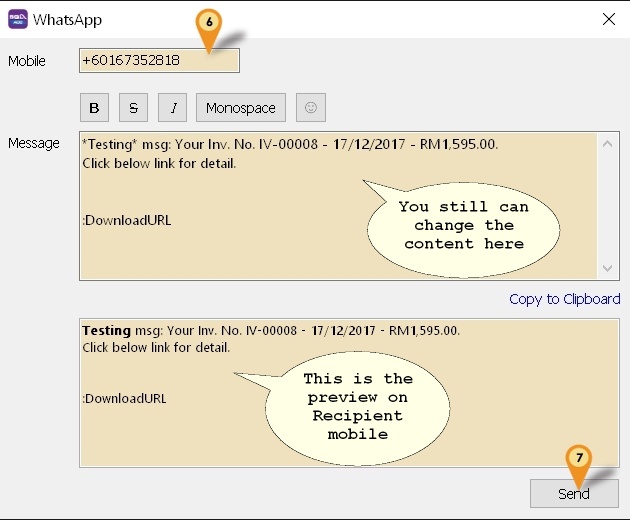 WhatsApp
6
Mobile
+60167352818
B S I Monospace ☺
Message
*Testing* msg: Your Inv. No. IV-00008 - 17/12/2017 - RM1,595.00.
Click below link for detail.
:DownloadURL
You still can
change the
content here
Copy to Clipboard
Testing msg: Your Inv. No. IV-00008 - 17/12/2017 - RM1,595.00.
Click below link for detail.
:DownloadURL
This is the
preview on
Recipient
mobile
7
Send